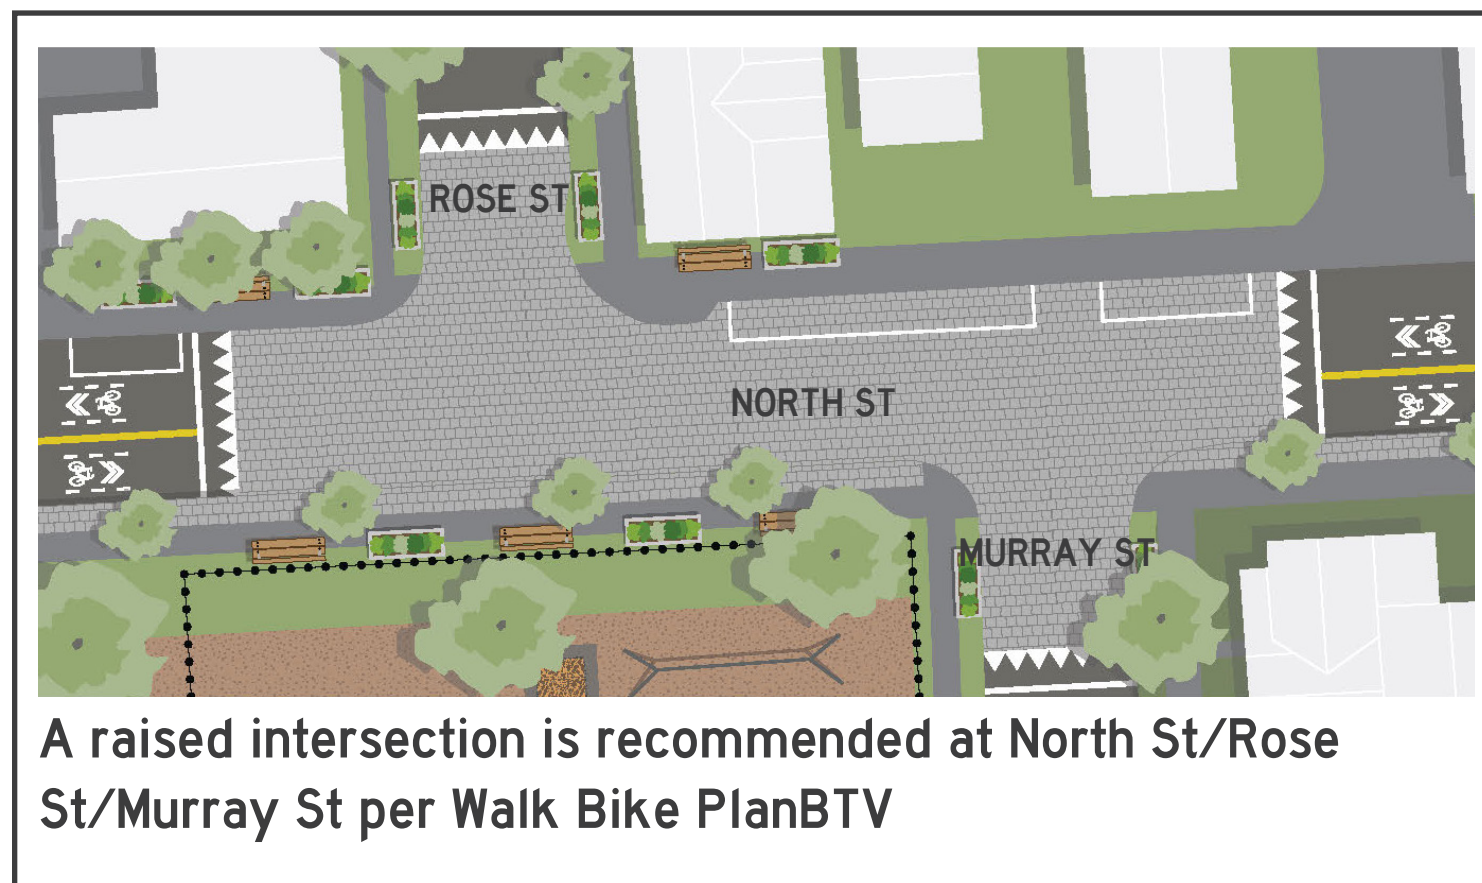 ROSE ST
NORTH ST
MURRAY ST
A raised intersection is recommended at North St/Rose
St/Murray St per Walk Bike PlanBTV